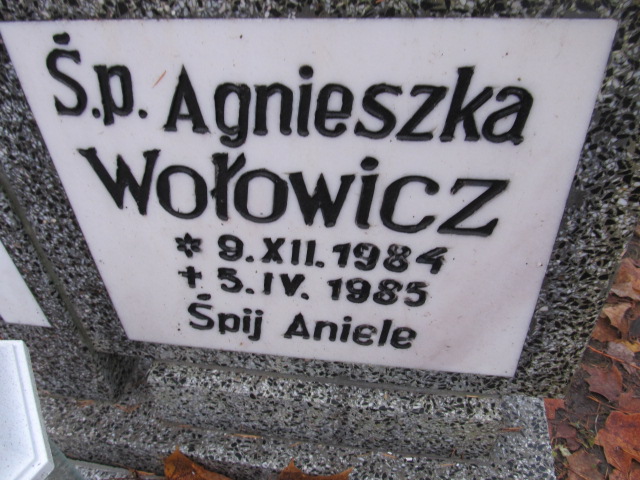 Ś.p. Agnieszka
Wołowicz
* 9.XII.1984
+ 5.IV.1985
Śpij Aniele